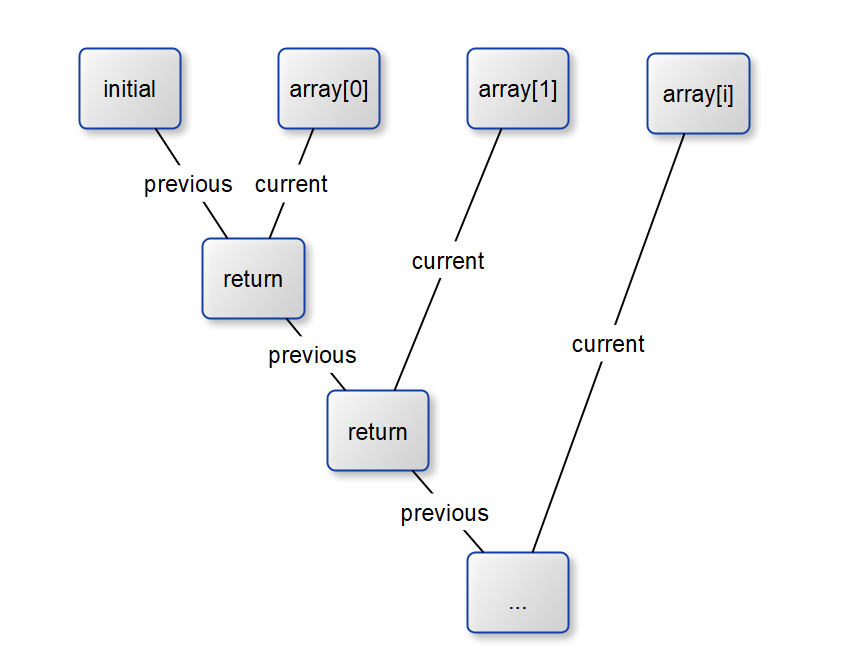 initial
array[0]
array[1]
array[i]
previous
current
return
current
previous
current
return
previous
...